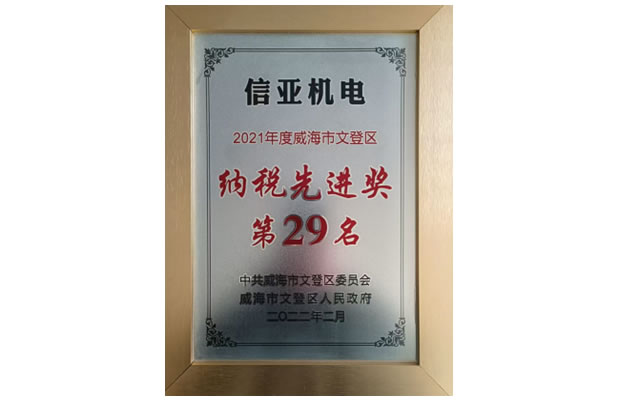 信亚机电
2021年度威海市文登区
纳税先进奖
第29名
中共威海市文登区委员会
威海市文登区人民政府
二〇二二年二月